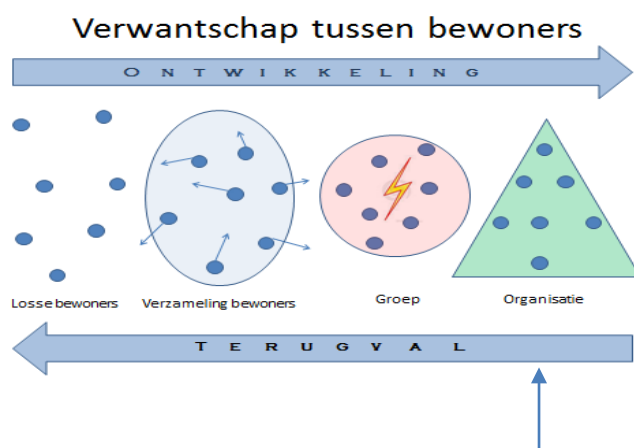 Verwantschap tussen bewoners
ONTWIKKELING
Losse bewoners
Verzameling bewoners
Groep
Organisatie
TERUGVAL